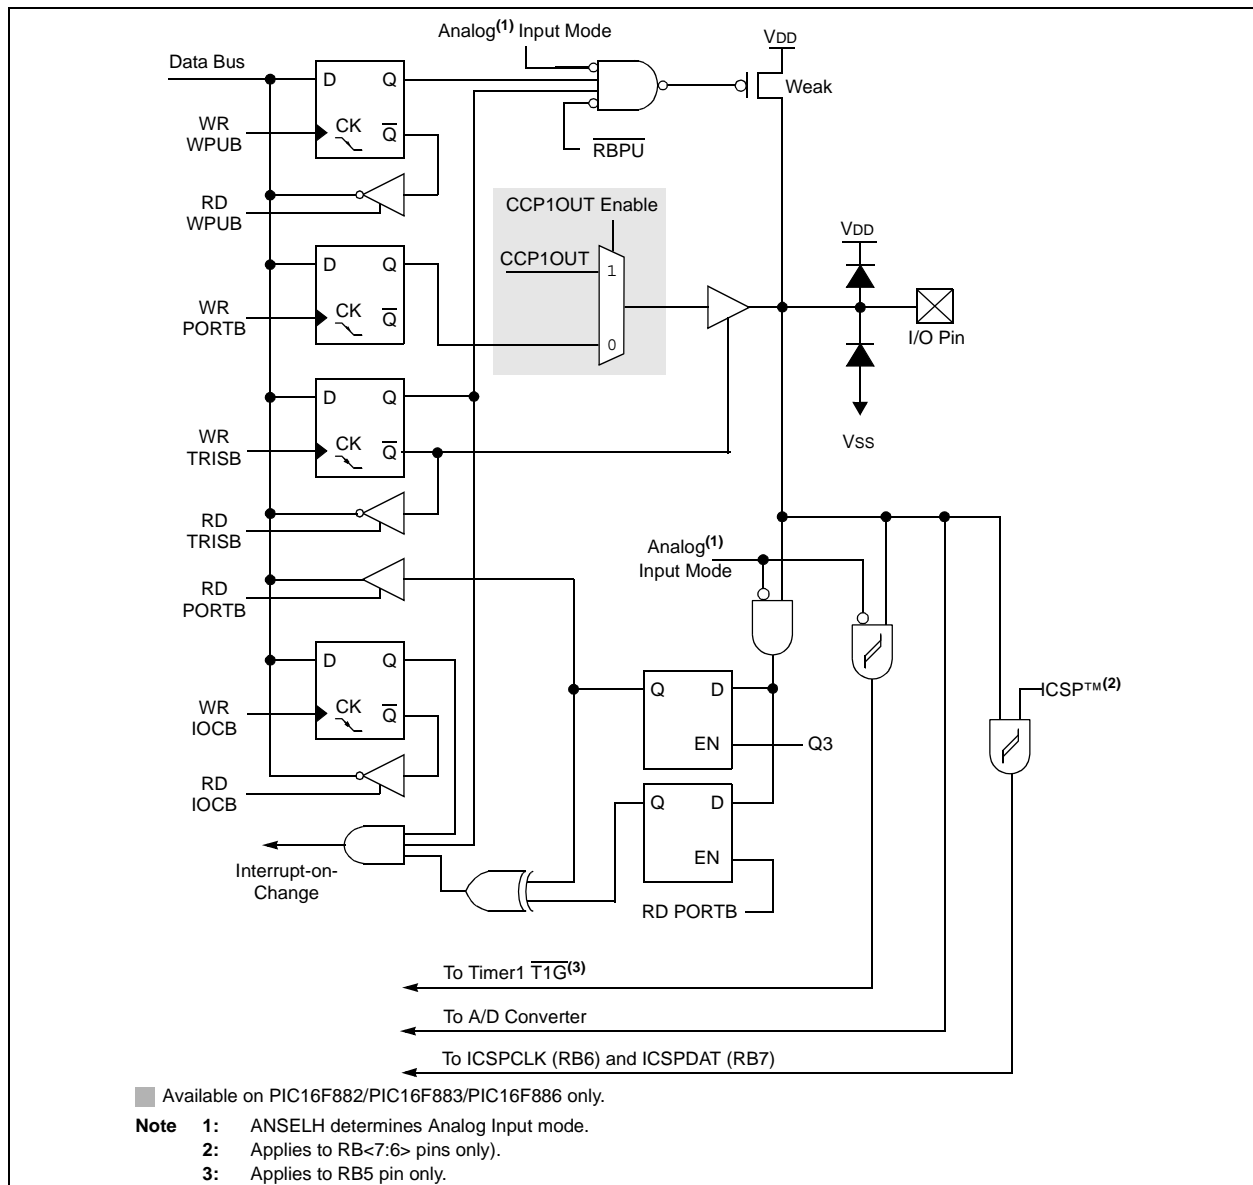 Analog(1) Input Mode
VDD
Data Bus
D Q
Weak
WR
WPUB
CK
Q
RBPU
RD
WPUB
CCP1OUT Enable
VDD
CCP1OUT
1
D Q
WR
PORTB
CK
Q
I/O Pin
0
D Q
WR
TRISB
CK
Q
VSS
RD
TRISB
Analog(1)
Input Mode
RD
PORTB
D Q
Q D
ICSP™(2)
WR
IOCB
CK
Q
EN
Q3
RD
IOCB
Q D
EN
Interrupt-on-
Change
RD PORTB
To Timer1 T1G(3)
To A/D Converter
To ICSPCLK (RB6) and ICSPDAT (RB7)
Available on PIC16F882/PIC16F883/PIC16F886 only.
Note 1: ANSELH determines Analog Input mode.
2: Applies to RB<7:6> pins only).
3: Applies to RB5 pin only.